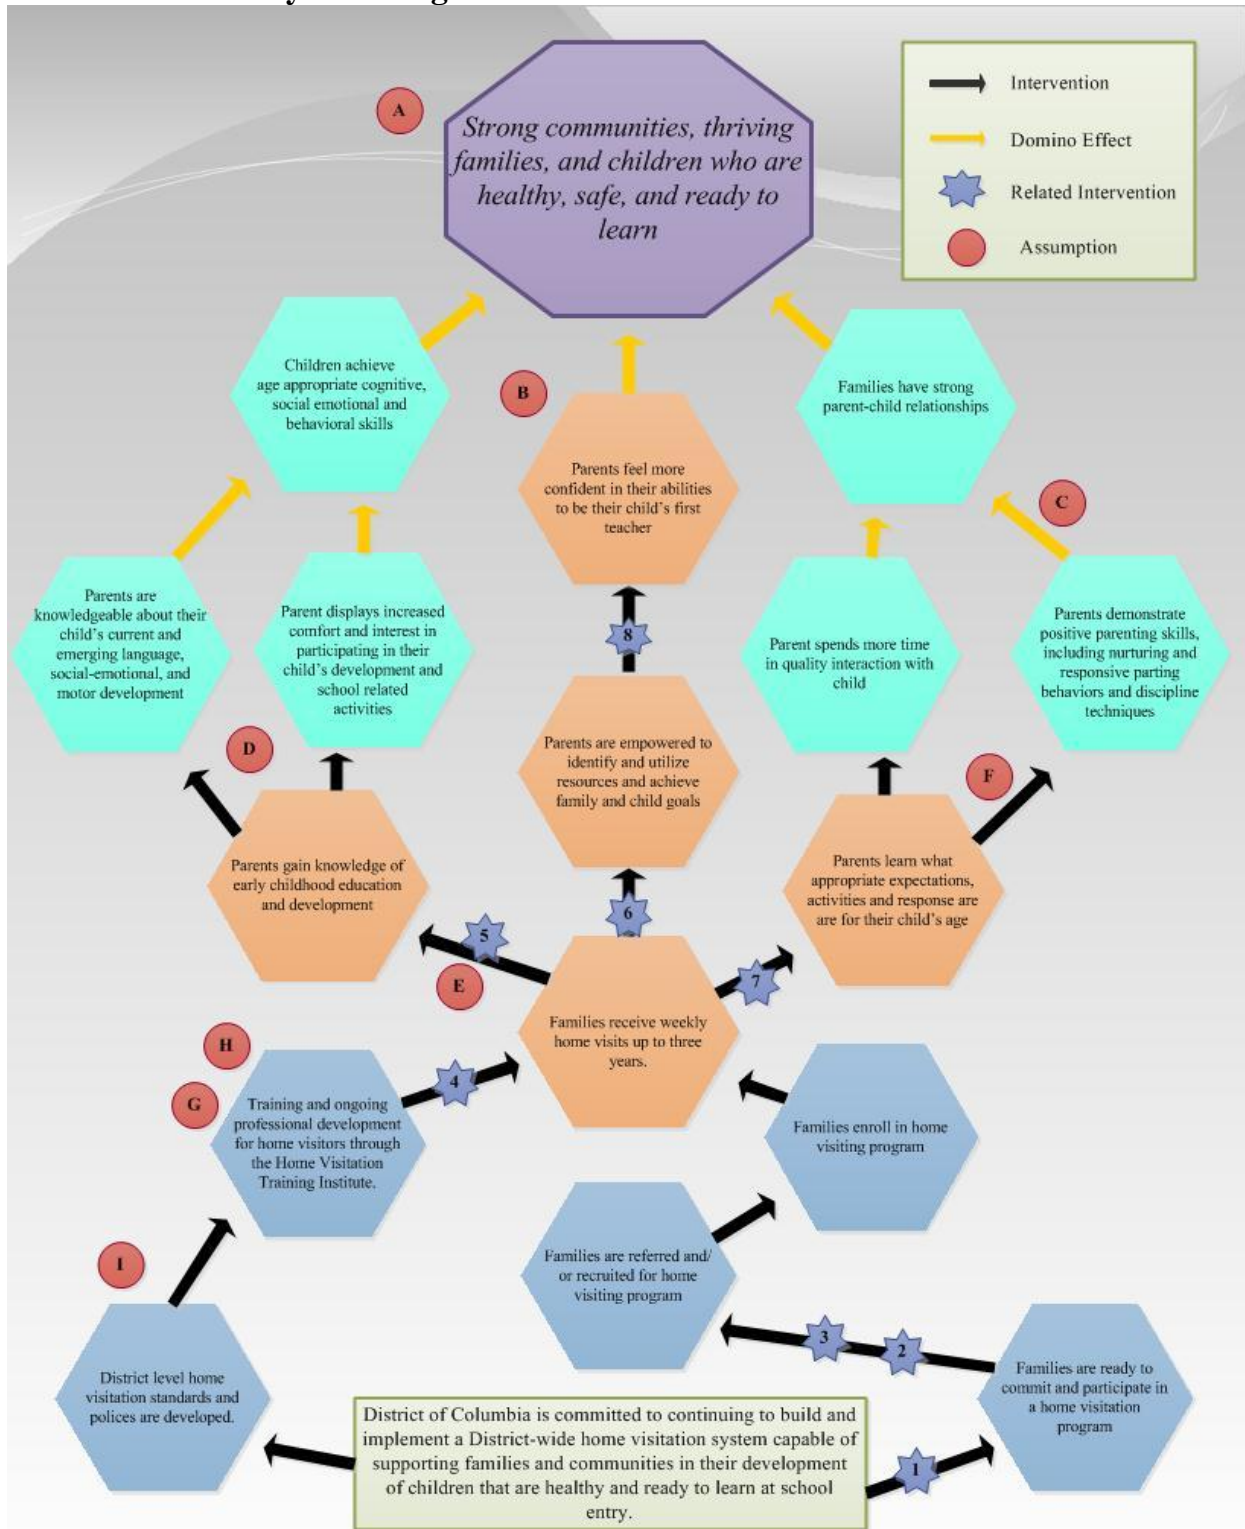 A
Strong communities, thriving
families, and children who are
healthy, safe, and ready to
learn
Intervention
Domino Effect
Related Intervention
Assumption
Children achieve
age appropriate cognitive,
social emotional and
behavioral skills
B
Parents feel more
confident in their abilities
to be their child's first
teacher
Families have strong
parent-child relationships
C
Parents are
knowledgeable about their
child's current and
emerging language,
social-emotional, and
motor development
Parent displays increased
comfort and interest in
participating in their
child's development and
school related
activities
8
Parent spends more time
in quality interaction with
child
Parents demonstrate
positive parenting skills,
including nurturing and
responsive parting
behaviors and discipline
techniques
D
Parents are empowered to
identify and utilize
resources and achieve
family and child goals
F
Parents gain knowledge of
early childhood education
and development
Parents learn what
appropriate expectations,
activities and response are
are for their child's age
5
6
7
E
Families receive weekly
home visits up to three
years.
H
G
Training and ongoing
professional development
for home visitors through
the Home Visitation
Training Institute.
4
Families enroll in home
visiting program
I
Families are referred and/
or recruited for home
visiting program
3
2
District level home
visitation standards and
polices are developed.
Families are ready to
commit and participate in
a home visitation
program
District of Columbia is committed to continuing to build and
implement a District-wide home visitation system capable of
supporting families and communities in their development
of children that are healthy and ready to learn at school
entry.
1